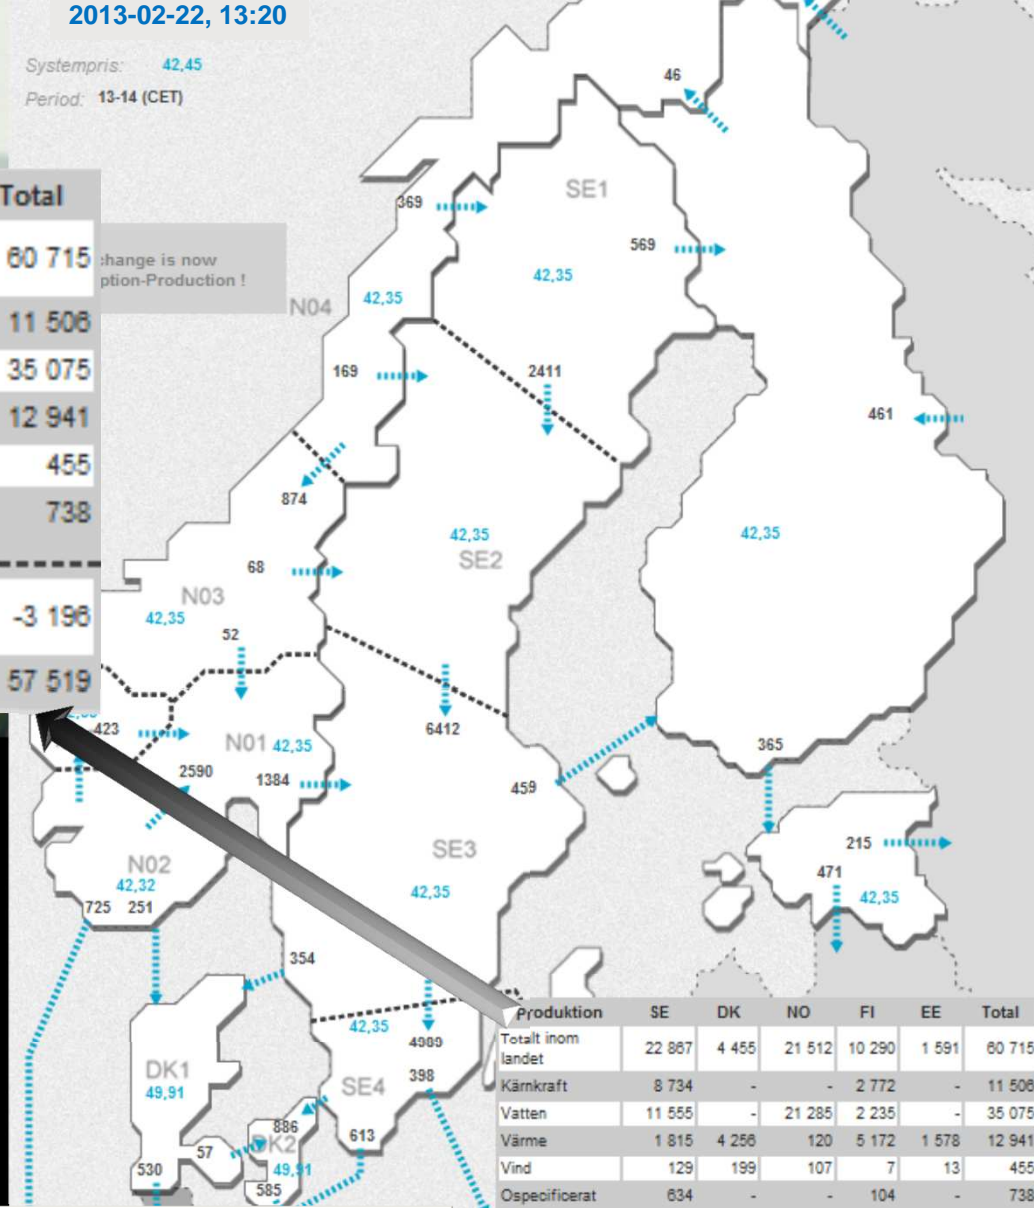 2013-02-22, 13:20
Systempris: 42,45
Period: 13-14 (CET)
Total
60 715
11 506
35 075
12 941
455
738
-3 196
57 519
change is now
ption-Production !
46
369
SE1
569
42,35
N04
42,35
169
2411
461
874
42,35
42,35
SE2
68
N03
42,35
52
423
N01 42,35
6412
365
2590
1384
459
215
SE3
N02
42,32
471
42,35
42,35
725 251
354
42,35
4909
DK1
49,91
SE4
398
886
DK2
613
57
49,91
530
585
Produktion SE DK NO FI EE Total
Totalt inom landet 22 867 4 455 21 512 10 290 1 591 60 715
Kärnkraft 8 734 - - 2 772 - 11 506
Vatten 11 555 - 21 285 2 235 - 35 075
Värme 1 815 4 256 120 5 172 1 578 12 941
Vind 129 199 107 7 13 455
Ospecificerat 634 - - 104 - 738